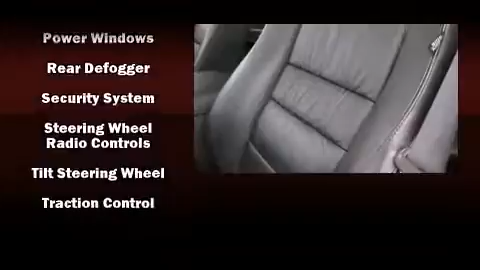 Power Windows
Rear Defogger
Security System
Steering Wheel
Radio Controls
Tilt Steering Wheel
Traction Control